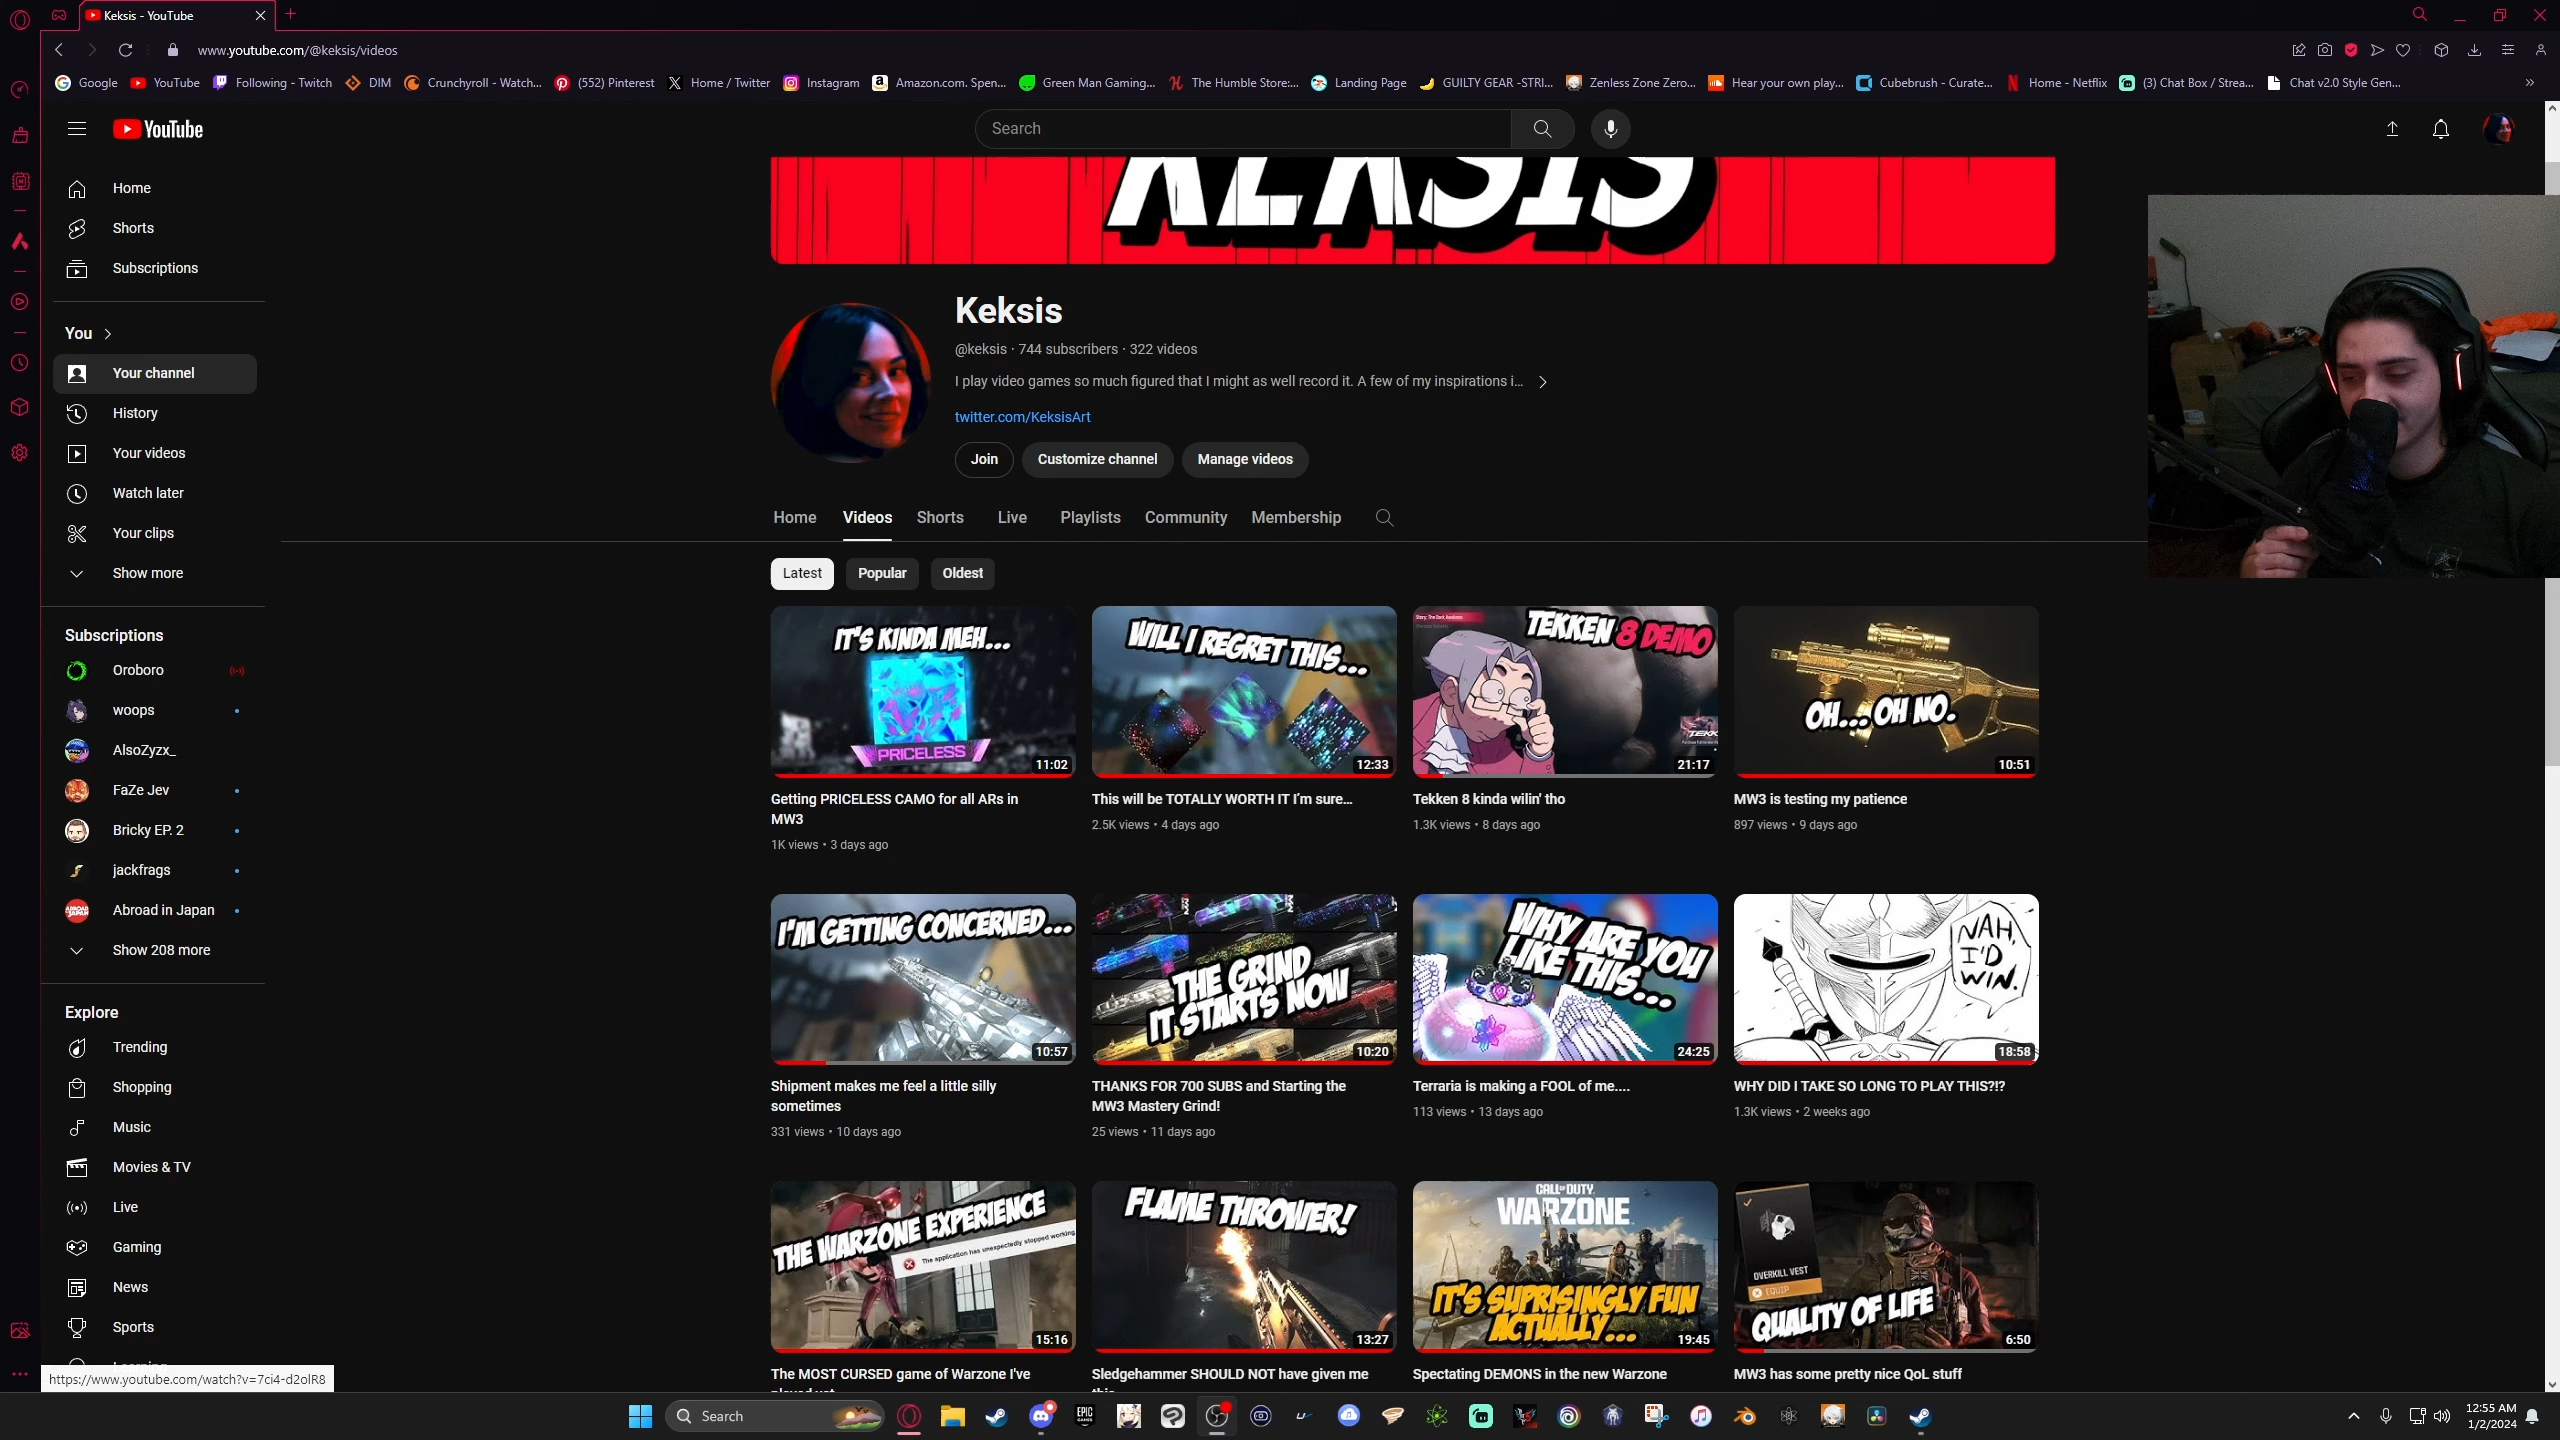 Keksis - YouTube
www.youtube.com/@keksis/videos
Google YouTube Following - Twitch DIM Crunchyroll - Watch... (552) Pinterest Home / Twitter Instagram Amazon.com. Spen... Green Man Gaming... The Humble Store:... Landing Page GUILTY GEAR -STRI... Zenless Zone Zero... Hear your own play... Cubebrush - Curate... Home - Netflix (3) Chat Box / Strea... Chat v2.0 Style Gen...
YouTube
Search
KEKSIS
Home
Shorts
Subscriptions
You
Your channel
History
Your videos
Watch later
Your clips
Show more
Subscriptions
Oroboro
woops
AlsoZyzx_
FaZe Jev
Bricky EP. 2
jackfrags
Abroad in Japan
Show 208 more
Explore
Trending
Shopping
Music
Movies & TV
Live
Gaming
News
Sports
https://www.youtube.com/watch?v=7ci4-d2olR8
Keksis
@keksis · 744 subscribers · 322 videos
I play video games so much figured that I might as well record it. A few of my inspirations i...
twitter.com/KeksisArt
Join Customize channel Manage videos
Home Videos Shorts Live Playlists Community Membership
Latest Popular Oldest
IT'S KINDA MEH...
PRICELESS
11:02
Getting PRICELESS CAMO for all ARs in
MW3
1K views • 3 days ago
WILL I REGRET THIS...
12:33
This will be TOTALLY WORTH IT I'm sure...
2.5K views • 4 days ago
TEKKEN 8 DEMO
21:17
Tekken 8 kinda wilin' tho
1.3K views • 8 days ago
OH... OH NO.
10:51
MW3 is testing my patience
897 views • 9 days ago
I'M GETTING CONCERNED...
10:57
Shipment makes me feel a little silly
sometimes
331 views • 10 days ago
THE GRIND
IT STARTS NOW
10:20
THANKS FOR 700 SUBS and Starting the
MW3 Mastery Grind!
25 views • 11 days ago
WHY ARE YOU
LIKE THIS...
24:25
Terraria is making a FOOL of me....
113 views • 13 days ago
NAH,
I'D
WIN.
18:58
WHY DID I TAKE SO LONG TO PLAY THIS?!?
1.3K views • 2 weeks ago
THE WARZONE EXPERIENCE
The application has unexpectedly stopped working
15:16
The MOST CURSED game of Warzone I've
played yet
FLAME THROWER!
13:27
Sledgehammer SHOULD NOT have given me
this
CALL OF DUTY
WARZONE
IT'S SUPRISINGLY FUN
ACTUALLY...
19:45
Spectating DEMONS in the new Warzone
OVERKILL VEST
EQUIP
QUALITY OF LIFE
6:50
MW3 has some pretty nice QoL stuff
Search
EPIC
GAMES
12:55 AM
1/2/2024